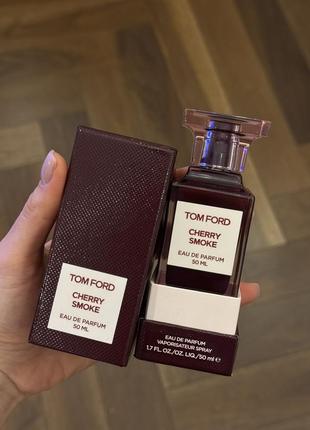 TOM FORD
CHERRY
SMOKE
EAU DE PARFUM
50 ML
TOM FORD
CHERRY
SMOKE
EAU DE PARFUM
50 ML
EAU DE PARFUM
VAPORISATEUR SPRAY
1.7 FL. OZ./OZ. LIQ./50 ml ℮